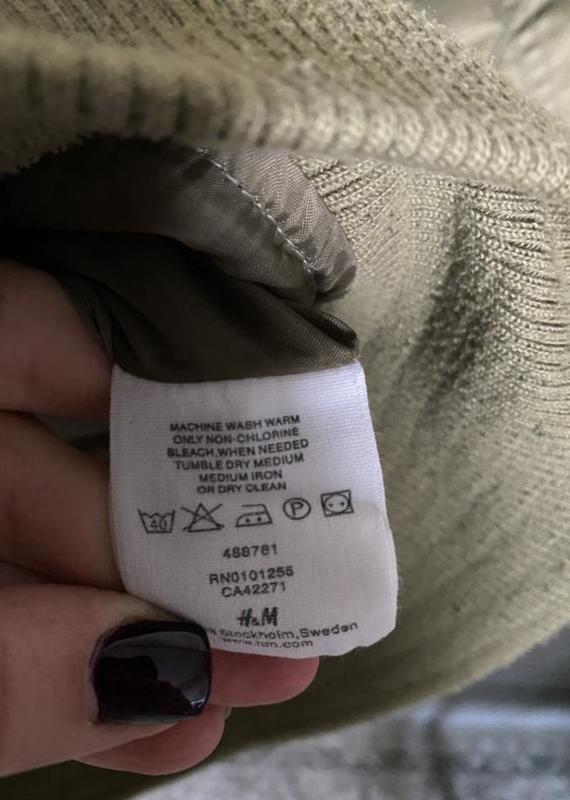 MACHINE WASH WARM
ONLY NON-CHLORINE
BLEACH, WHEN NEEDED
TUMBLE DRY MEDIUM
MEDIUM IRON
OR DRY CLEAN
40 P
488781
RN0101255
CA42271
H&M
Stockholm, Sweden